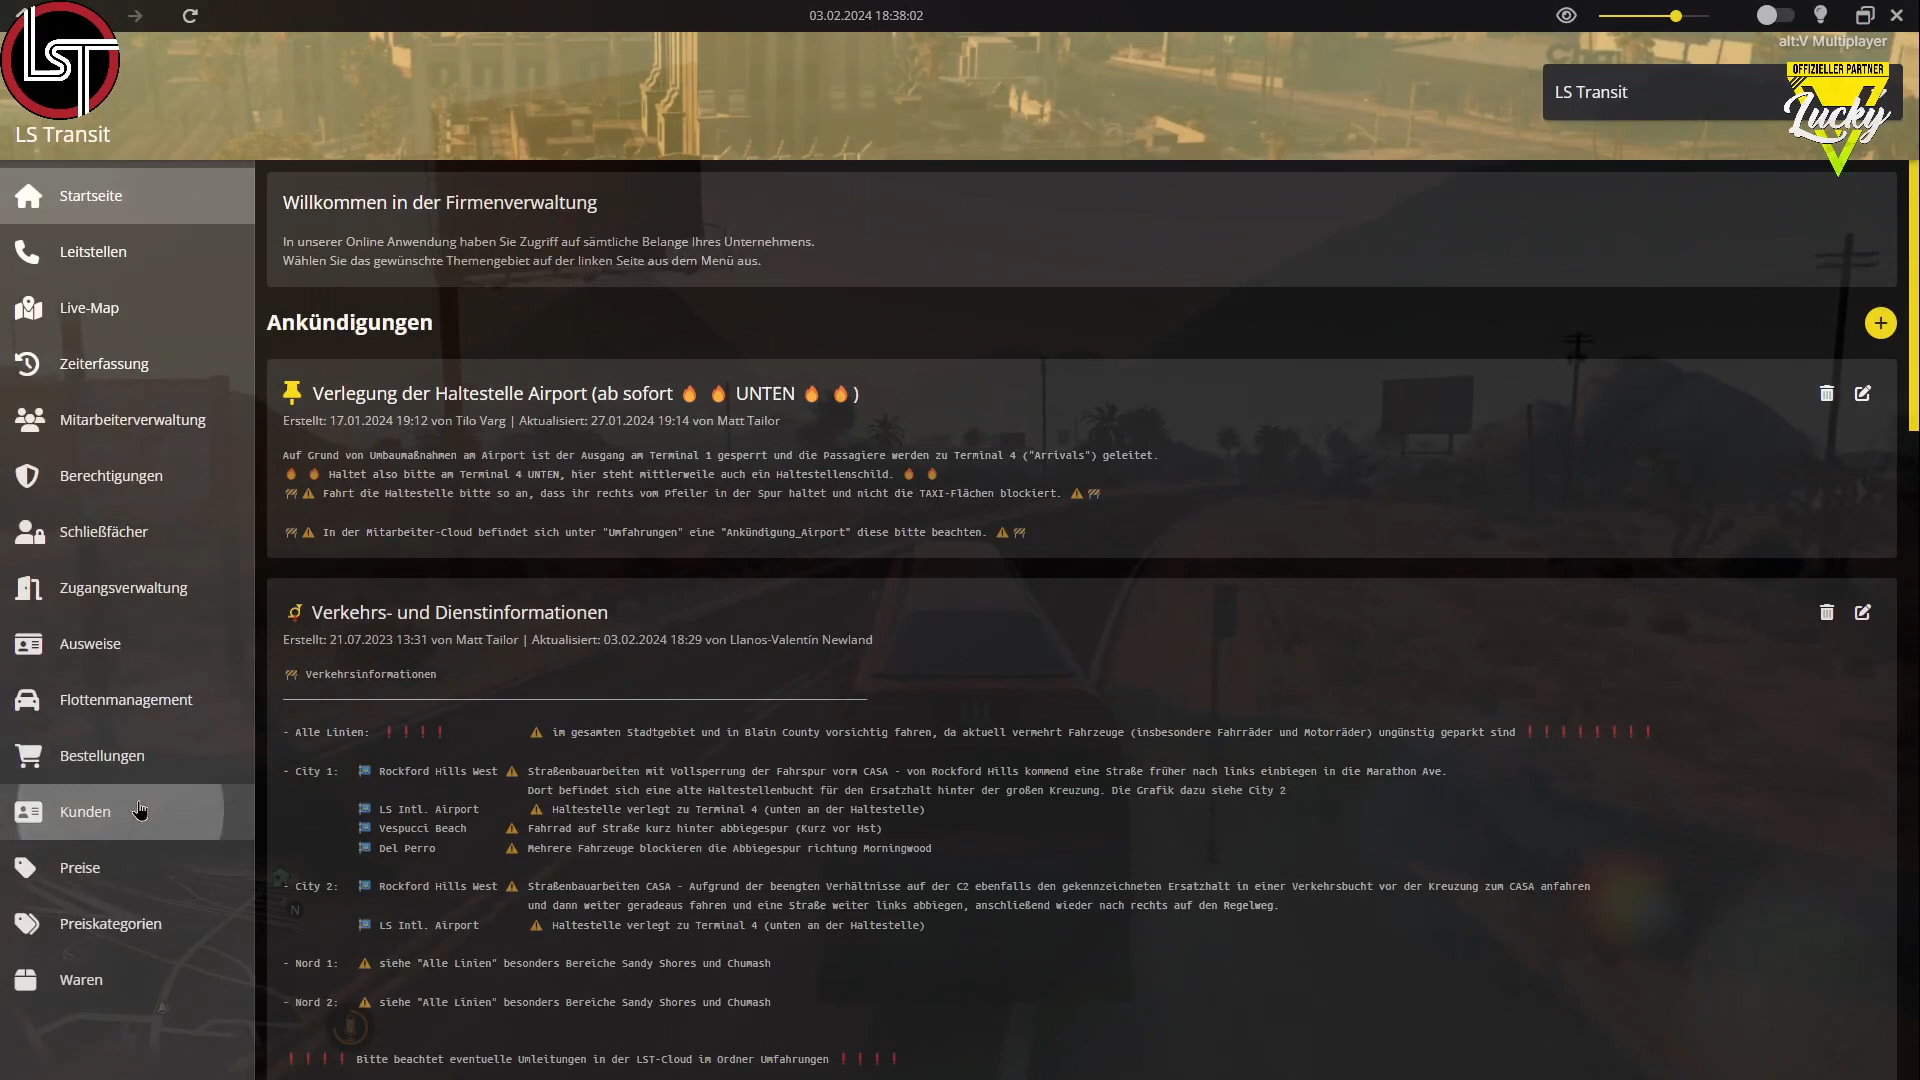 03.02.2024 18:38:02
alt:V Multiplayer
LST
LS Transit
LS Transit
OFFIZIELLER PARTNER
Lucky V
Startseite
Leitstellen
Live-Map
Zeiterfassung
Mitarbeiterverwaltung
Berechtigungen
Schließfächer
Zugangsverwaltung
Ausweise
Flottenmanagement
Bestellungen
Kunden
Preise
Preiskategorien
Waren
Willkommen in der Firmenverwaltung
In unserer Online Anwendung haben Sie Zugriff auf sämtliche Belange Ihres Unternehmens.
Wählen Sie das gewünschte Themengebiet auf der linken Seite aus dem Menü aus.
Ankündigungen
Verlegung der Haltestelle Airport (ab sofort 🔥 🔥 UNTEN 🔥 🔥 )
Erstellt: 17.01.2024 19:12 von Tilo Varg | Aktualisiert: 27.01.2024 19:14 von Matt Tailor
Auf Grund von Umbaumaßnahmen am Airport ist der Ausgang am Terminal 1 gesperrt und die Passagiere werden zu Terminal 4 ("Arrivals") geleitet.
🔥 🔥 Haltet also bitte am Terminal 4 UNTEN, hier steht mittlerweile auch ein Haltestellenschild. 🔥 🔥
🚧 ⚠ Fahrt die Haltestelle bitte so an, dass ihr rechts vom Pfeiler in der Spur haltet und nicht die TAXI-Flächen blockiert. ⚠ 🚧
🚧 ⚠ In der Mitarbeiter-Cloud befindet sich unter "Umfahrungen" eine "Ankündigung_Airport" diese bitte beachten. ⚠ 🚧
Verkehrs- und Dienstinformationen
Erstellt: 21.07.2023 13:31 von Matt Tailor | Aktualisiert: 03.02.2024 18:29 von Llanos-Valentín Newland
🚧 Verkehrsinformationen
- Alle Linien: ❗ ❗ ❗ ❗ ⚠ im gesamten Stadtgebiet und in Blain County vorsichtig fahren, da aktuell vermehrt Fahrzeuge (insbesondere Fahrräder und Motorräder) ungünstig geparkt sind ❗ ❗ ❗ ❗ ❗ ❗ ❗ ❗
- City 1: 🚏 Rockford Hills West ⚠ Straßenbauarbeiten mit Vollsperrung der Fahrspur vorm CASA - von Rockford Hills kommend eine Straße früher nach links einbiegen in die Marathon Ave.
Dort befindet sich eine alte Haltestellenbucht für den Ersatzhalt hinter der großen Kreuzung. Die Grafik dazu siehe City 2
🚏 LS Intl. Airport ⚠ Haltestelle verlegt zu Terminal 4 (unten an der Haltestelle)
🚏 Vespucci Beach ⚠ Fahrrad auf Straße kurz hinter abbiegespur (Kurz vor Hst)
🚏 Del Perro ⚠ Mehrere Fahrzeuge blockieren die Abbiegespur richtung Morningwood
- City 2: 🚏 Rockford Hills West ⚠ Straßenbauarbeiten CASA - Aufgrund der beengten Verhältnisse auf der C2 ebenfalls den gekennzeichneten Ersatzhalt in einer Verkehrsbucht vor der Kreuzung zum CASA anfahren
und dann weiter geradeaus fahren und eine Straße weiter links abbiegen, anschließend wieder nach rechts auf den Regelweg.
🚏 LS Intl. Airport ⚠ Haltestelle verlegt zu Terminal 4 (unten an der Haltestelle)
- Nord 1: ⚠ siehe "Alle Linien" besonders Bereiche Sandy Shores und Chumash
- Nord 2: ⚠ siehe "Alle Linien" besonders Bereiche Sandy Shores und Chumash
❗ ❗ ❗ ❗ Bitte beachtet eventuelle Umleitungen in der LST-Cloud im Ordner Umfahrungen ❗ ❗ ❗ ❗
N